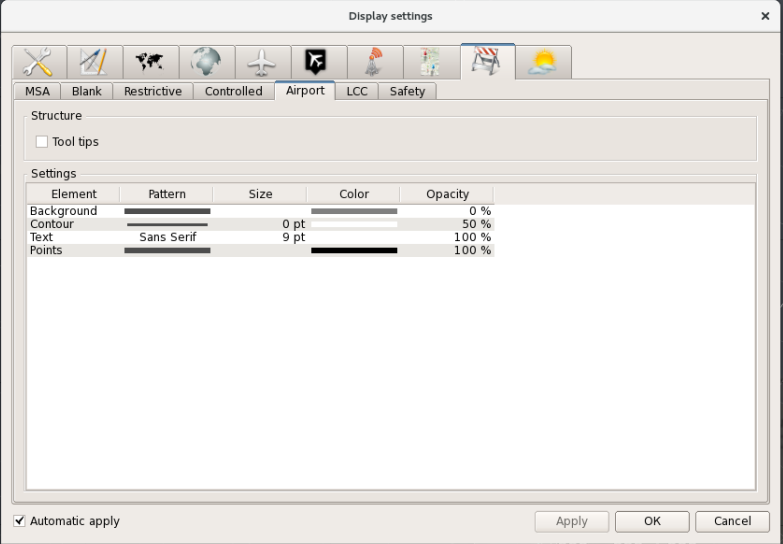 Display settings
MSA Blank Restrictive Controlled Airport LCC Safety
Structure
Tool tips
Settings
Element Pattern Size Color Opacity
Background 0 %
Contour 0 pt 50 %
Text Sans Serif 9 pt 100 %
Points 100 %
Automatic apply Apply OK Cancel